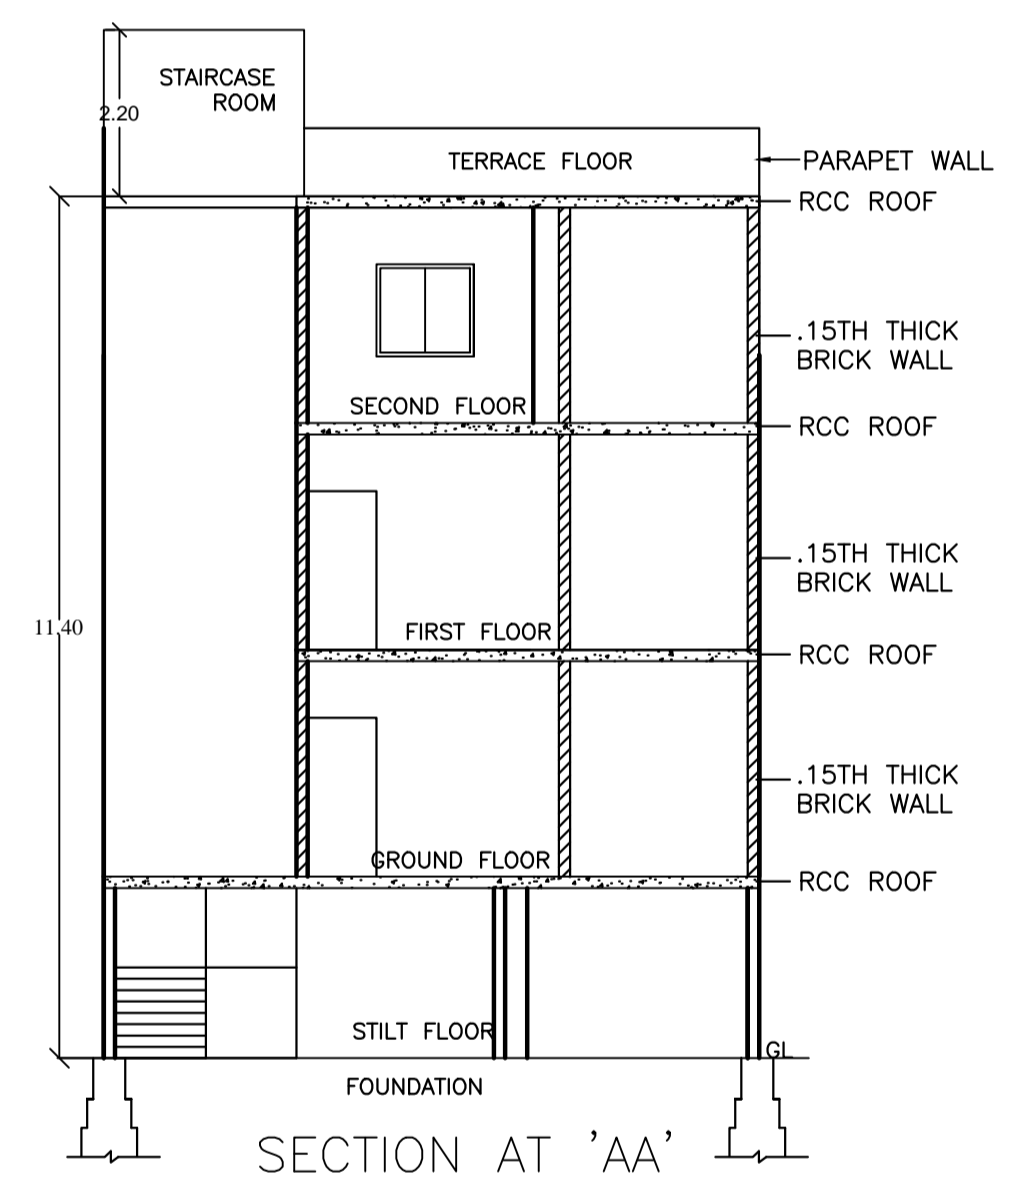 STAIRCASE
ROOM
2.20
TERRACE FLOOR
PARAPET WALL
RCC ROOF
.15TH THICK
BRICK WALL
SECOND FLOOR
RCC ROOF
.15TH THICK
BRICK WALL
11.40
FIRST FLOOR
RCC ROOF
.15TH THICK
BRICK WALL
GROUND FLOOR
RCC ROOF
STILT FLOOR
GL
FOUNDATION
SECTION AT 'AA'